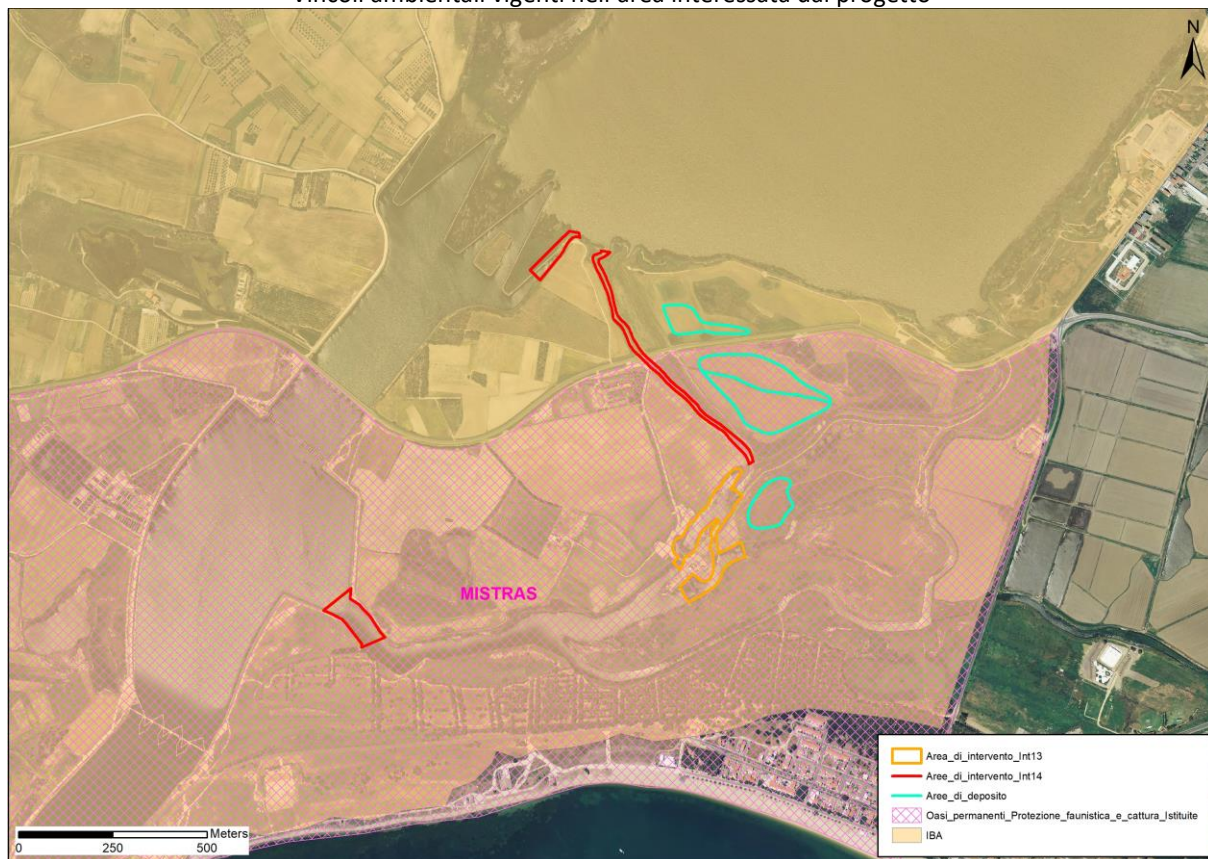 Vincoli ambientali vigenti nell'area interessata dal progetto
N
MISTRAS
Area_di_intervento_Int13
Aree_di_intervento_Int14
Aree_di_deposito
Oasi_permanenti_Protezione_faunistica_e_cattura_Istituite
IBA
Meters
0 250 500